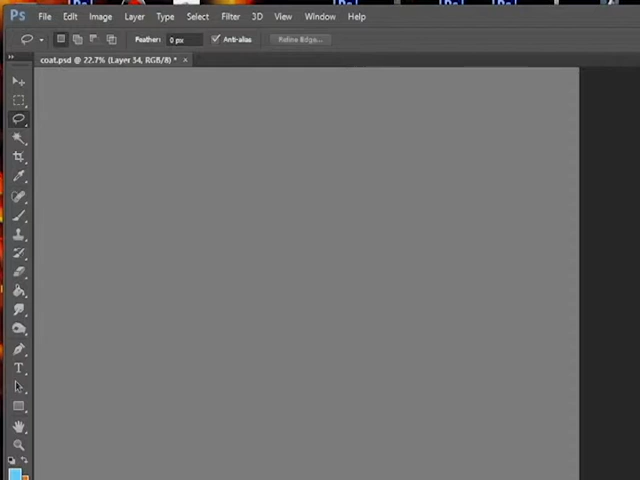 Ps File Edit Image Layer Type Select Filter 3D View Window Help
Feather: 0 px Anti-alias Refine Edge...
coat.psd @ 22.7% (Layer 34, RGB/8) * ×
T